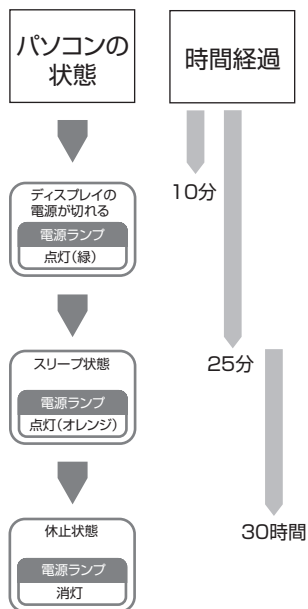 パソコンの
状態
時間経過
10分
ディスプレイの
電源が切れる
電源ランプ
点灯(緑)
25分
スリープ状態
電源ランプ
点灯(オレンジ)
30時間
休止状態
電源ランプ
消灯